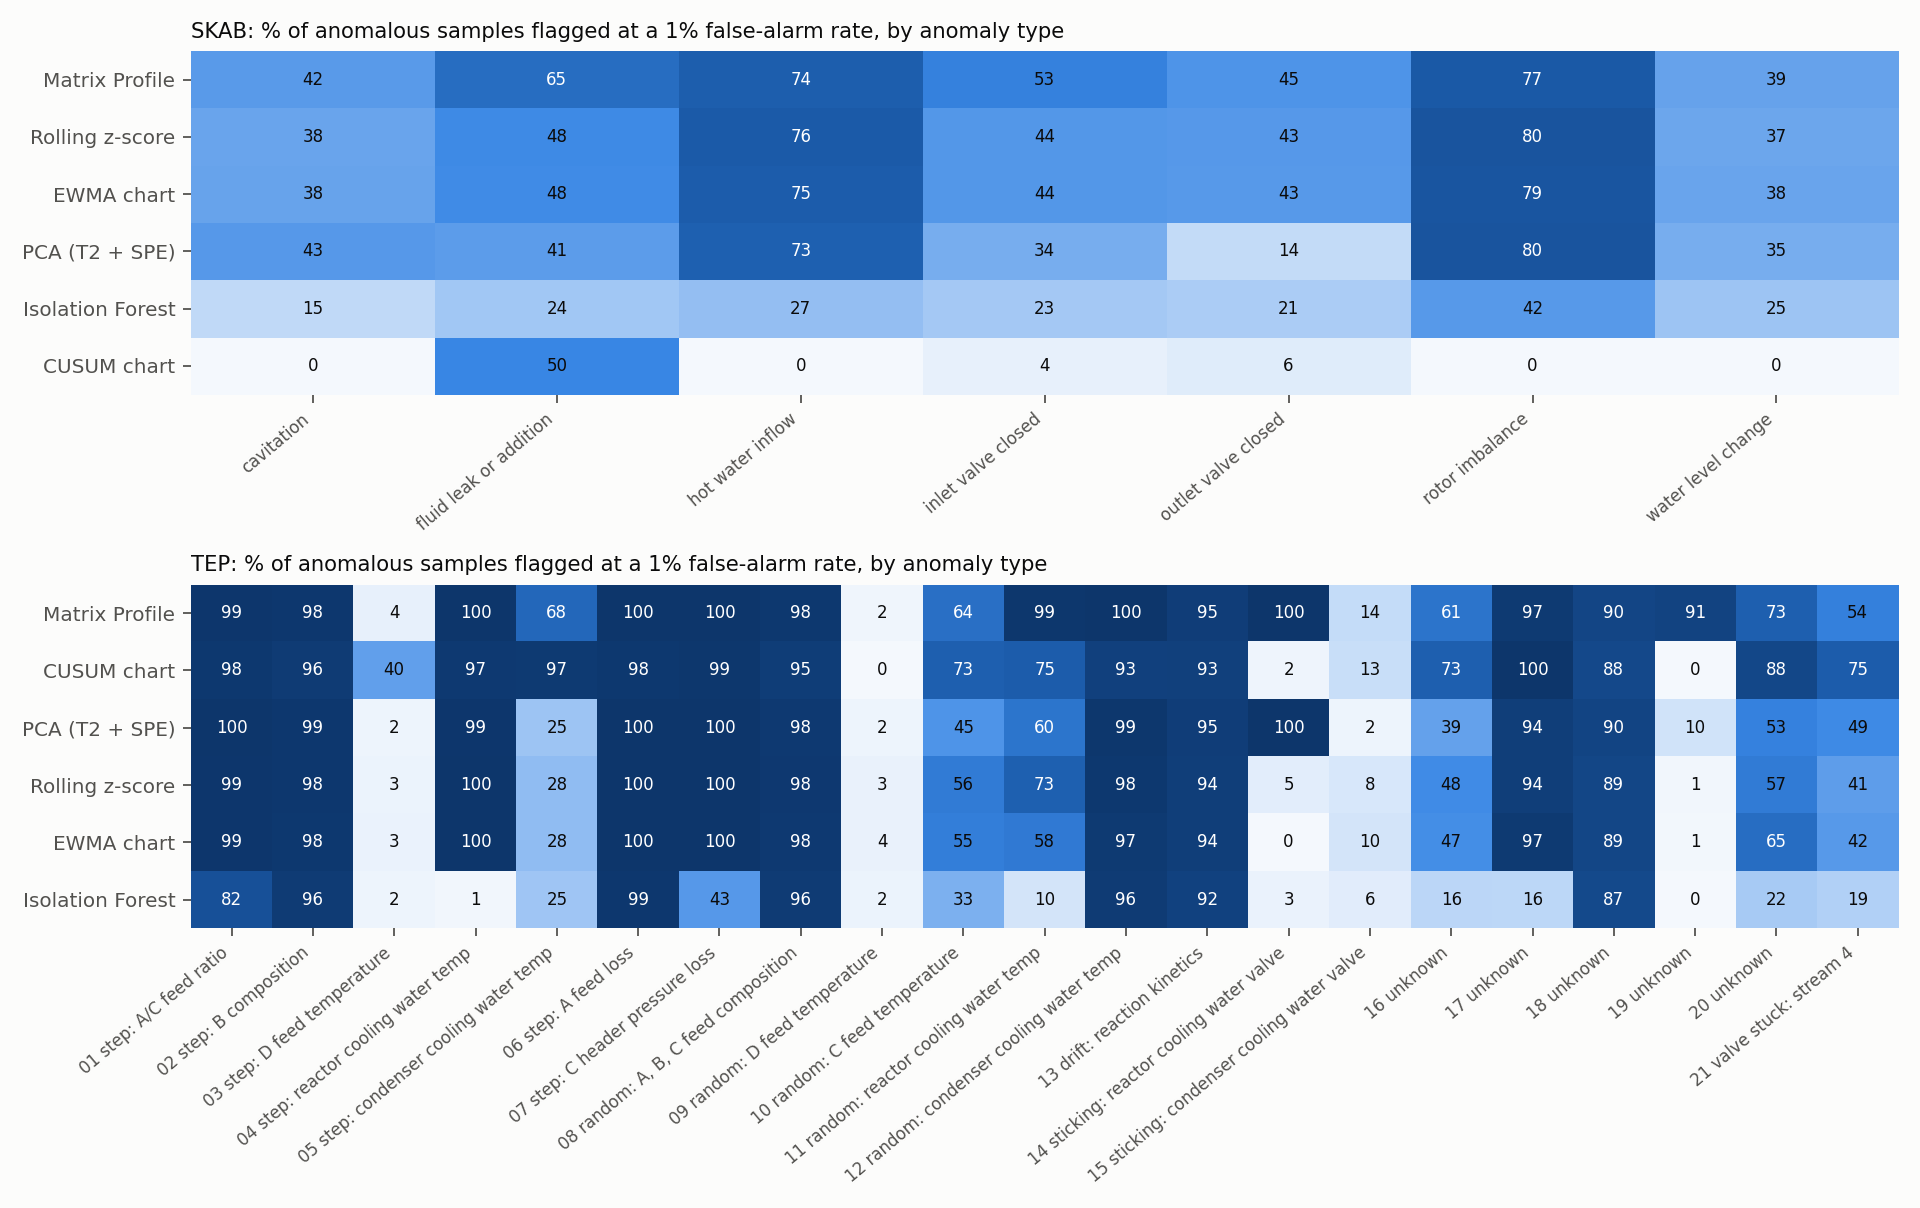 SKAB: % of anomalous samples flagged at a 1% false-alarm rate, by anomaly type
Matrix Profile 42 65 74 53 45 77 39
Rolling z-score 38 48 76 44 43 80 37
EWMA chart 38 48 75 44 43 79 38
PCA (T2 + SPE) 43 41 73 34 14 80 35
Isolation Forest 15 24 27 23 21 42 25
CUSUM chart 0 50 0 4 6 0 0
cavitation
fluid leak or addition
hot water inflow
inlet valve closed
outlet valve closed
rotor imbalance
water level change
TEP: % of anomalous samples flagged at a 1% false-alarm rate, by anomaly type
Matrix Profile 99 98 4 100 68 100 100 98 2 64 99 100 95 100 14 61 97 90 91 73 54
CUSUM chart 98 96 40 97 97 98 99 95 0 73 75 93 93 2 13 73 100 88 0 88 75
PCA (T2 + SPE) 100 99 2 99 25 100 100 98 2 45 60 99 95 100 2 39 94 90 10 53 49
Rolling z-score 99 98 3 100 28 100 100 98 3 56 73 98 94 5 8 48 94 89 1 57 41
EWMA chart 99 98 3 100 28 100 100 98 4 55 58 97 94 0 10 47 97 89 1 65 42
Isolation Forest 82 96 2 1 25 99 43 96 2 33 10 96 92 3 6 16 16 87 0 22 19
01 step: A/C feed ratio
02 step: B composition
03 step: D feed temperature
04 step: reactor cooling water temp
05 step: condenser cooling water temp
06 step: A feed loss
07 step: C header pressure loss
08 random: A, B, C feed composition
09 random: D feed temperature
10 random: C feed temperature
11 random: reactor cooling water temp
12 random: condenser cooling water temp
13 drift: reaction kinetics
14 sticking: reactor cooling water valve
15 sticking: condenser cooling water valve
16 unknown
17 unknown
18 unknown
19 unknown
20 unknown
21 valve stuck: stream 4